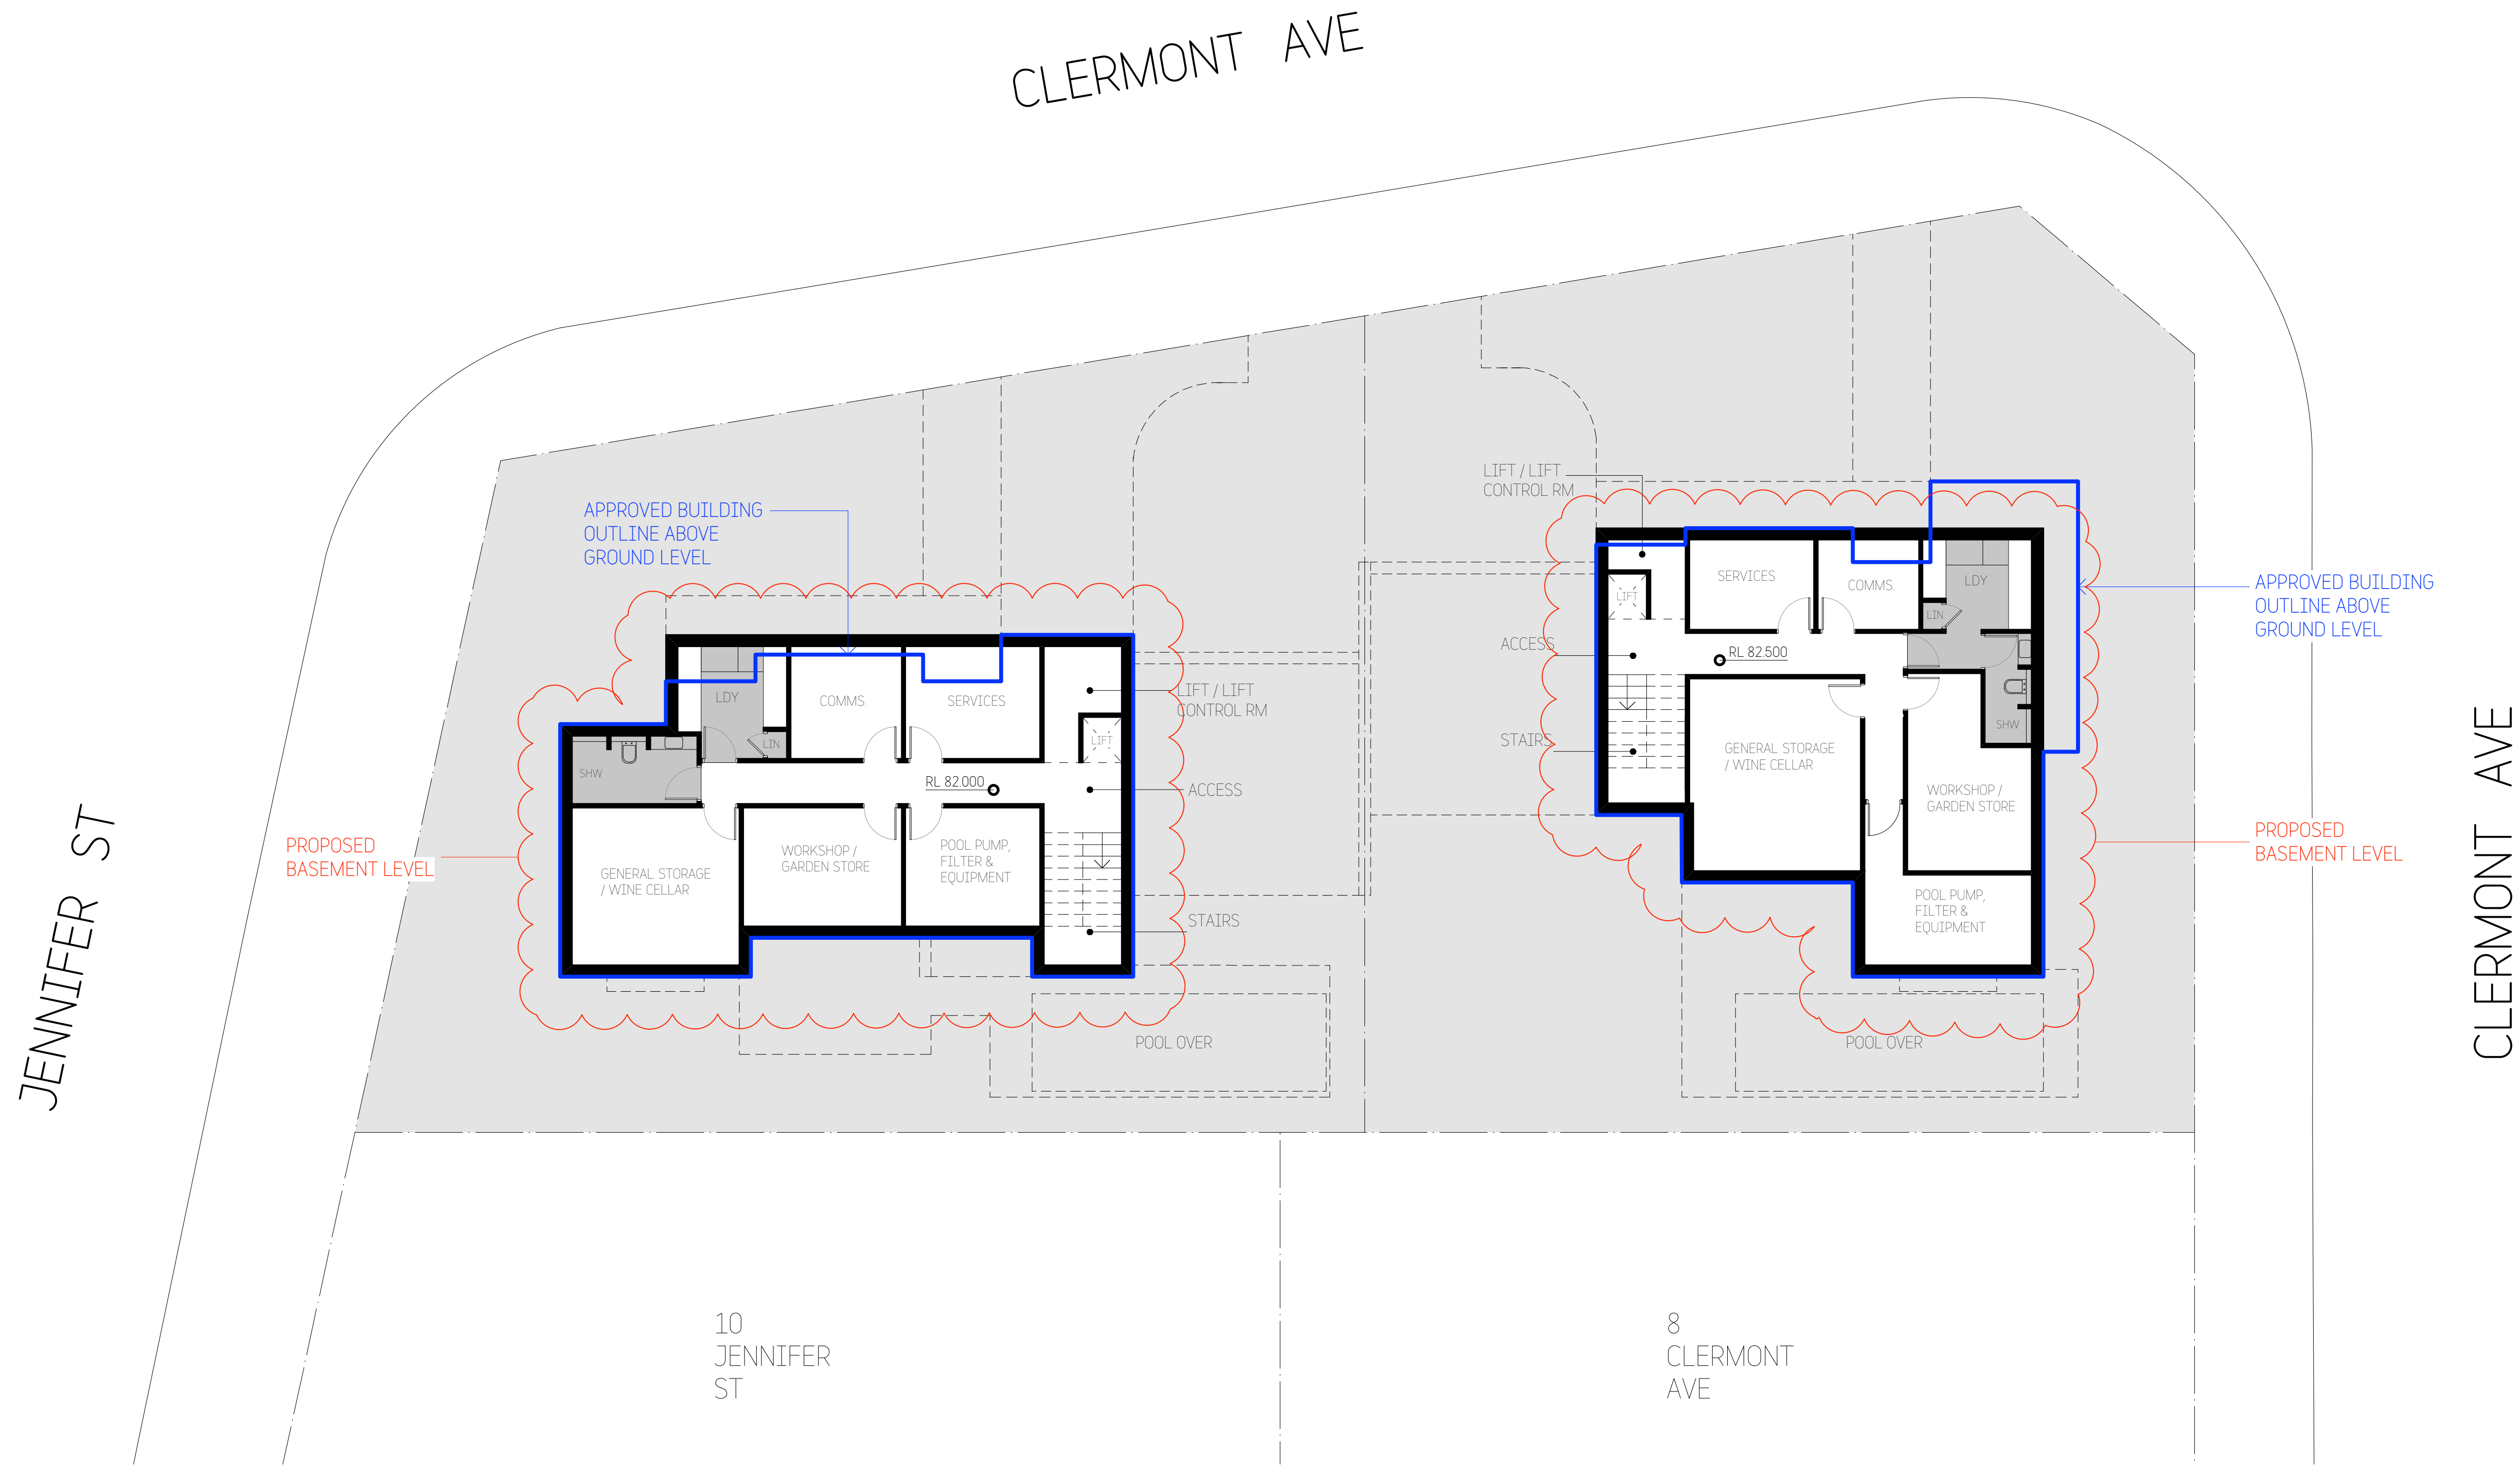 CLERMONT AVE
LIFT / LIFT
CONTROL RM
APPROVED BUILDING
OUTLINE ABOVE
GROUND LEVEL
SERVICES
COMMS.
LDY
LIFT
LIN.
APPROVED BUILDING
OUTLINE ABOVE
GROUND LEVEL
ACCESS
RL 82.500
STAIRS
GENERAL STORAGE
/ WINE CELLAR
SHW
WORKSHOP /
GARDEN STORE
POOL PUMP,
FILTER &
EQUIPMENT
PROPOSED
BASEMENT LEVEL
POOL OVER
LDY
COMMS.
SERVICES
LIFT / LIFT
CONTROL RM
LIFT
LIN.
SHW
RL 82.000
ACCESS
PROPOSED
BASEMENT LEVEL
GENERAL STORAGE
/ WINE CELLAR
WORKSHOP /
GARDEN STORE
POOL PUMP,
FILTER &
EQUIPMENT
STAIRS
POOL OVER
JENNIFER ST
CLERMONT AVE
10
JENNIFER
ST
8
CLERMONT
AVE